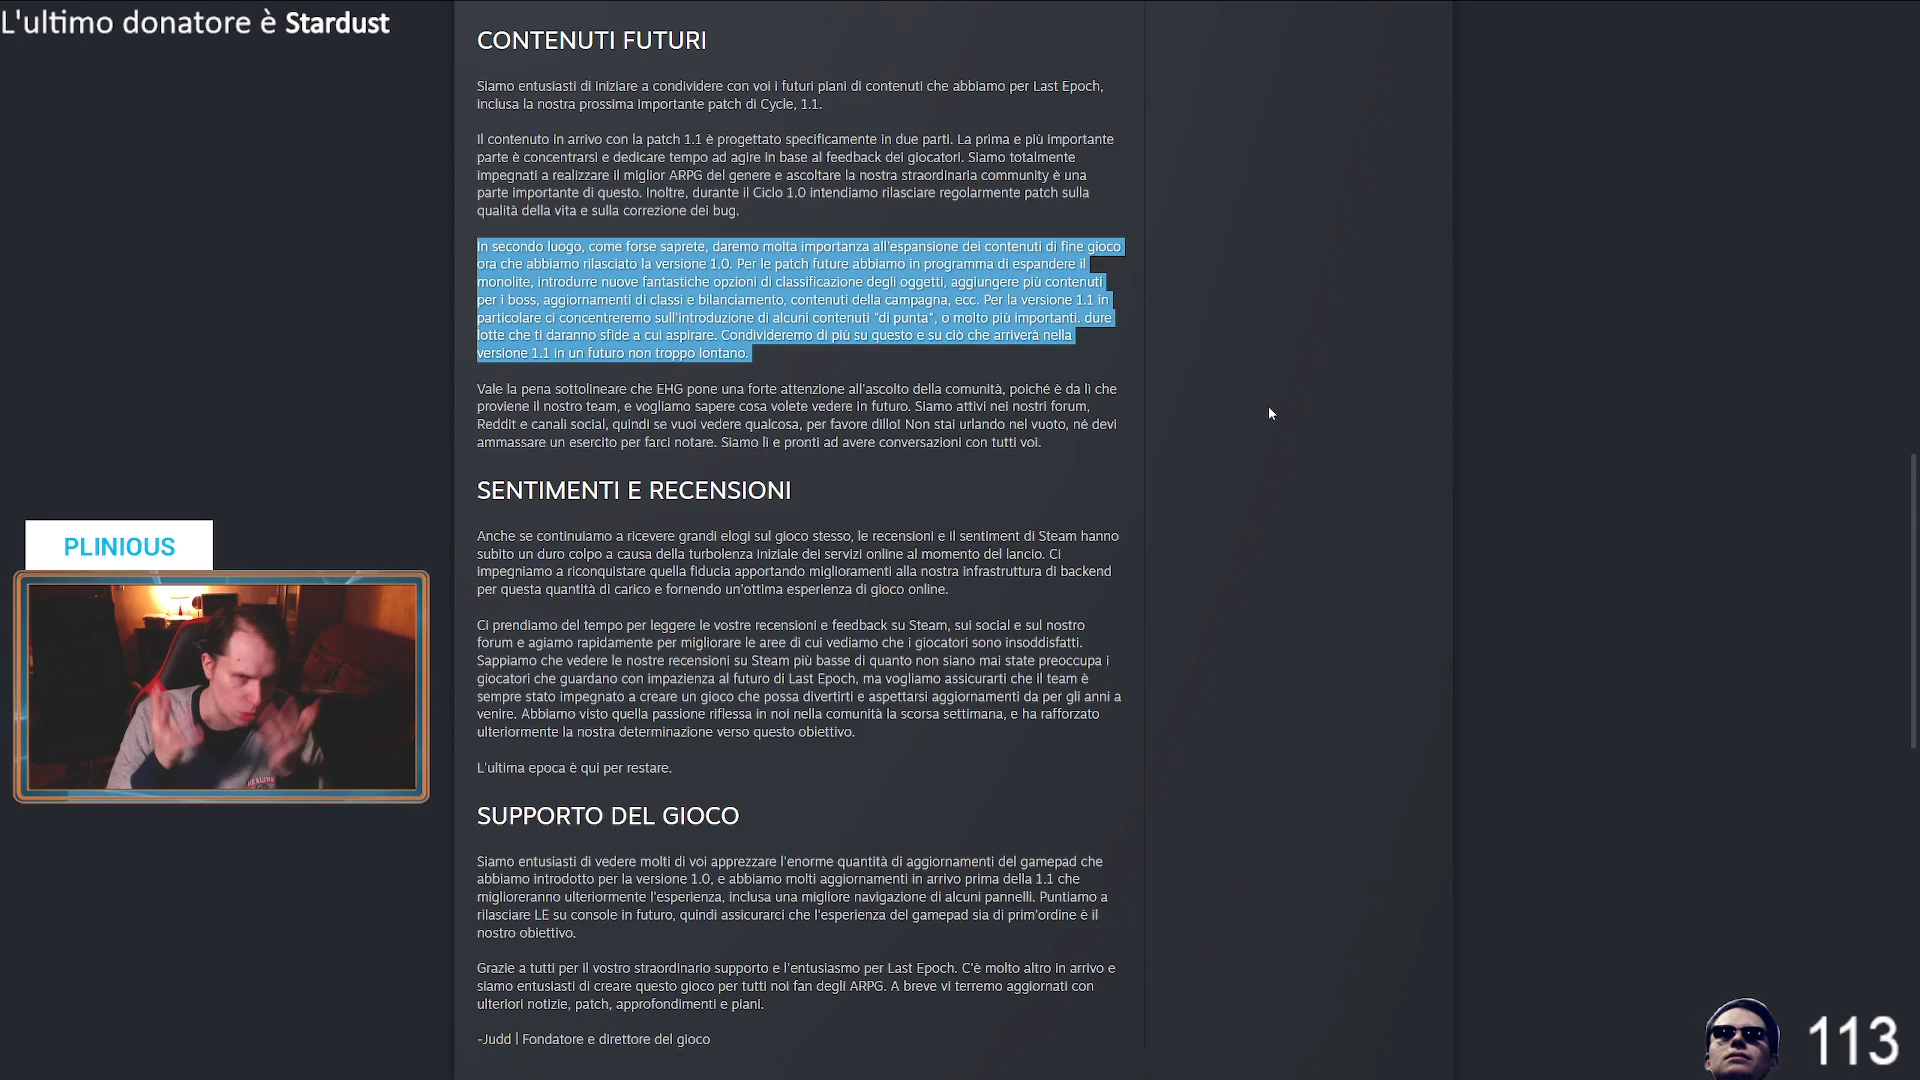 L'ultimo donatore è Stardust
CONTENUTI FUTURI
Siamo entusiasti di iniziare a condividere con voi i futuri piani di contenuti che abbiamo per Last Epoch,
inclusa la nostra prossima importante patch di Cycle, 1.1.
Il contenuto in arrivo con la patch 1.1 è progettato specificamente in due parti. La prima e più importante
parte è concentrarsi e dedicare tempo ad agire in base al feedback dei giocatori. Siamo totalmente
impegnati a realizzare il miglior ARPG del genere e ascoltare la nostra straordinaria community è una
parte importante di questo. Inoltre, durante il Ciclo 1.0 intendiamo rilasciare regolarmente patch sulla
qualità della vita e sulla correzione dei bug.
In secondo luogo, come forse saprete, daremo molta importanza all'espansione dei contenuti di fine gioco
ora che abbiamo rilasciato la versione 1.0. Per le patch future abbiamo in programma di espandere il
monolite, introdurre nuove fantastiche opzioni di classificazione degli oggetti, aggiungere più contenuti
per i boss, aggiornamenti di classi e bilanciamento, contenuti della campagna, ecc. Per la versione 1.1 in
particolare ci concentreremo sull'introduzione di alcuni contenuti "di punta", o molto più importanti. dure
lotte che ti daranno sfide a cui aspirare. Condivideremo di più su questo e su ciò che arriverà nella
versione 1.1 in un futuro non troppo lontano.
Vale la pena sottolineare che EHG pone una forte attenzione all'ascolto della comunità, poiché è da lì che
proviene il nostro team, e vogliamo sapere cosa volete vedere in futuro. Siamo attivi nei nostri forum,
Reddit e canali social, quindi se vuoi vedere qualcosa, per favore dillo! Non stai urlando nel vuoto, né devi
ammassare un esercito per farci notare. Siamo lì e pronti ad avere conversazioni con tutti voi.
SENTIMENTI E RECENSIONI
Anche se continuiamo a ricevere grandi elogi sul gioco stesso, le recensioni e il sentiment di Steam hanno
subito un duro colpo a causa della turbolenza iniziale dei servizi online al momento del lancio. Ci
impegniamo a riconquistare quella fiducia apportando miglioramenti alla nostra infrastruttura di backend
per questa quantità di carico e fornendo un'ottima esperienza di gioco online.
Ci prendiamo del tempo per leggere le vostre recensioni e feedback su Steam, sui social e sul nostro
forum e agiamo rapidamente per migliorare le aree di cui vediamo che i giocatori sono insoddisfatti.
Sappiamo che vedere le nostre recensioni su Steam più basse di quanto non siano mai state preoccupa i
giocatori che guardano con impazienza al futuro di Last Epoch, ma vogliamo assicurarti che il team è
sempre stato impegnato a creare un gioco che possa divertirti e aspettarsi aggiornamenti da per gli anni a
venire. Abbiamo visto quella passione riflessa in noi nella comunità la scorsa settimana, e ha rafforzato
ulteriormente la nostra determinazione verso questo obiettivo.
L'ultima epoca è qui per restare.
SUPPORTO DEL GIOCO
Siamo entusiasti di vedere molti di voi apprezzare l'enorme quantità di aggiornamenti del gamepad che
abbiamo introdotto per la versione 1.0, e abbiamo molti aggiornamenti in arrivo prima della 1.1 che
miglioreranno ulteriormente l'esperienza, inclusa una migliore navigazione di alcuni pannelli. Puntiamo a
rilasciare LE su console in futuro, quindi assicurarci che l'esperienza del gamepad sia di prim'ordine è il
nostro obiettivo.
Grazie a tutti per il vostro straordinario supporto e l'entusiasmo per Last Epoch. C'è molto altro in arrivo e
siamo entusiasti di creare questo gioco per tutti noi fan degli ARPG. A breve vi terremo aggiornati con
ulteriori notizie, patch, approfondimenti e piani.
-Judd | Fondatore e direttore del gioco
PLINIOUS
HEALING
113